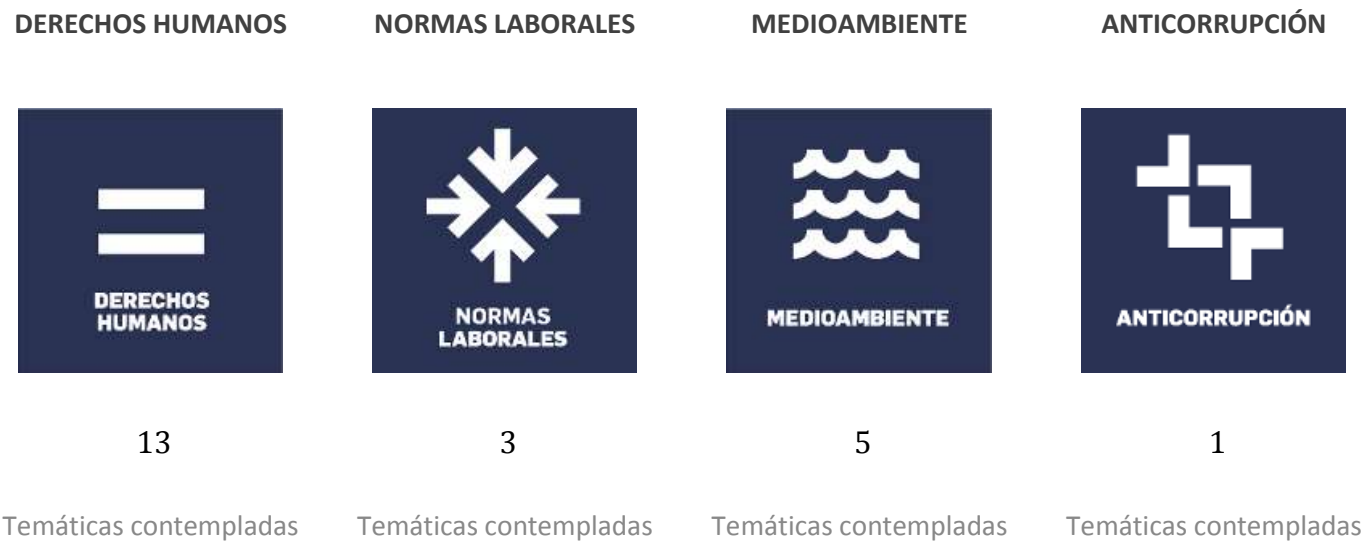 DERECHOS HUMANOS
NORMAS LABORALES
MEDIOAMBIENTE
ANTICORRUPCIÓN
DERECHOS
HUMANOS
NORMAS
LABORALES
MEDIOAMBIENTE
ANTICORRUPCIÓN
13
3
5
1
Temáticas contempladas
Temáticas contempladas
Temáticas contempladas
Temáticas contempladas